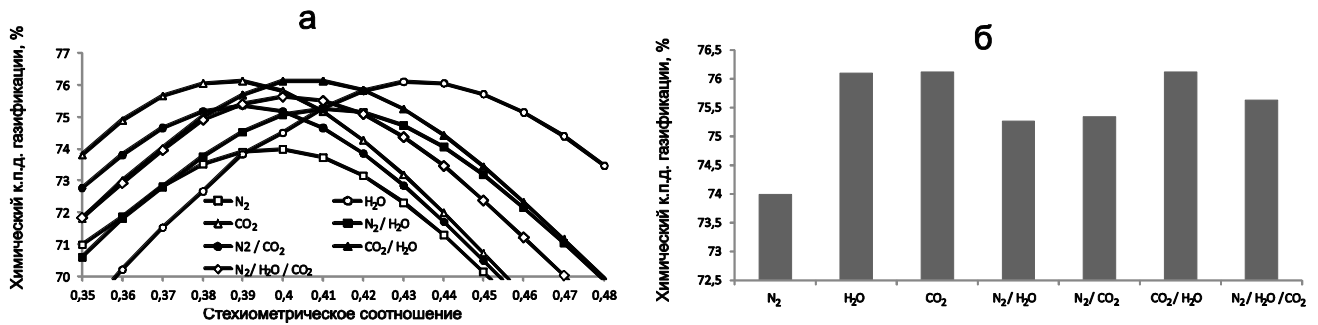 а
Химический к.п.д. газификации, %
77
76
75
74
73
72
71
70
N₂
H₂O
CO₂
N₂/ H₂O
N2 / CO₂
CO₂/ H₂O
N₂/ H₂O / CO₂
0,35 0,36 0,37 0,38 0,39 0,4 0,41 0,42 0,43 0,44 0,45 0,46 0,47 0,48
Стехиометрическое соотношение
б
Химический к.п.д. газификации, %
76,5
76
75,5
75
74,5
74
73,5
73
72,5
N₂ H₂O CO₂ N₂/ H₂O N₂/ CO₂ CO₂/ H₂O N₂/ H₂O / CO₂